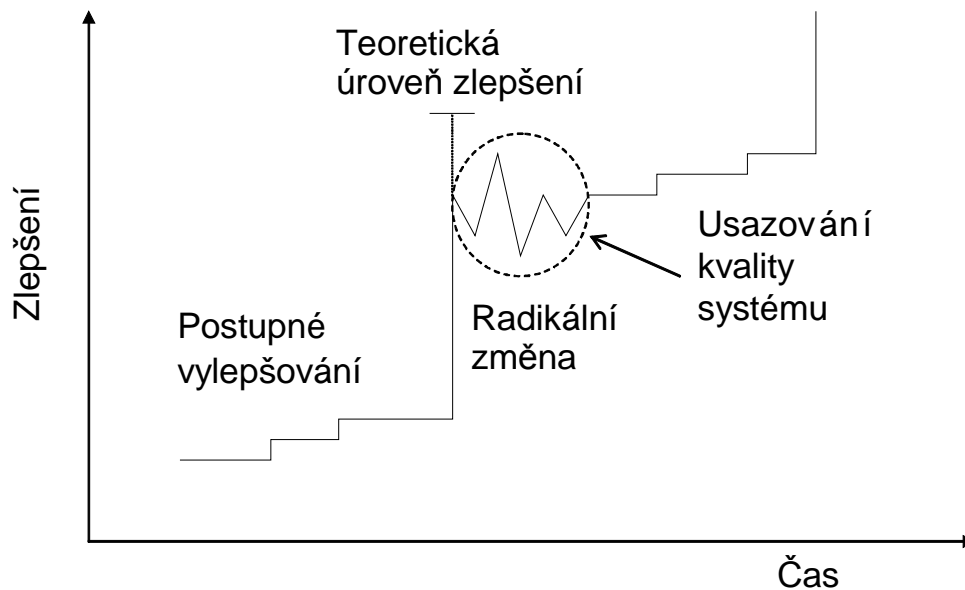 Teoretická
úroveň zlepšení
Zlepšení
Usazování
kvality
systému
Postupné
vylepšování
Radikální
změna
Čas